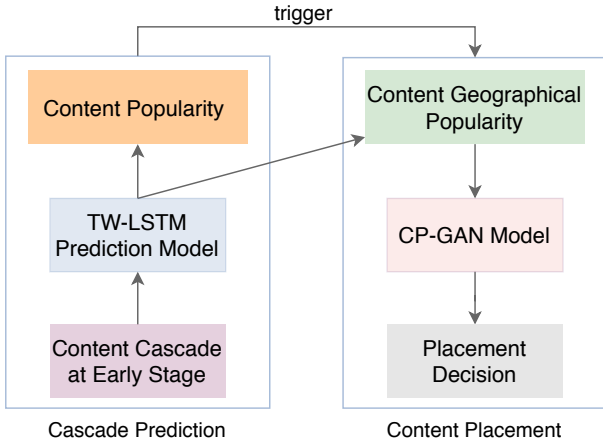 trigger
Content Popularity
TW-LSTM
Prediction Model
Content Cascade
at Early Stage
Cascade Prediction
Content Geographical
Popularity
CP-GAN Model
Placement
Decision
Content Placement